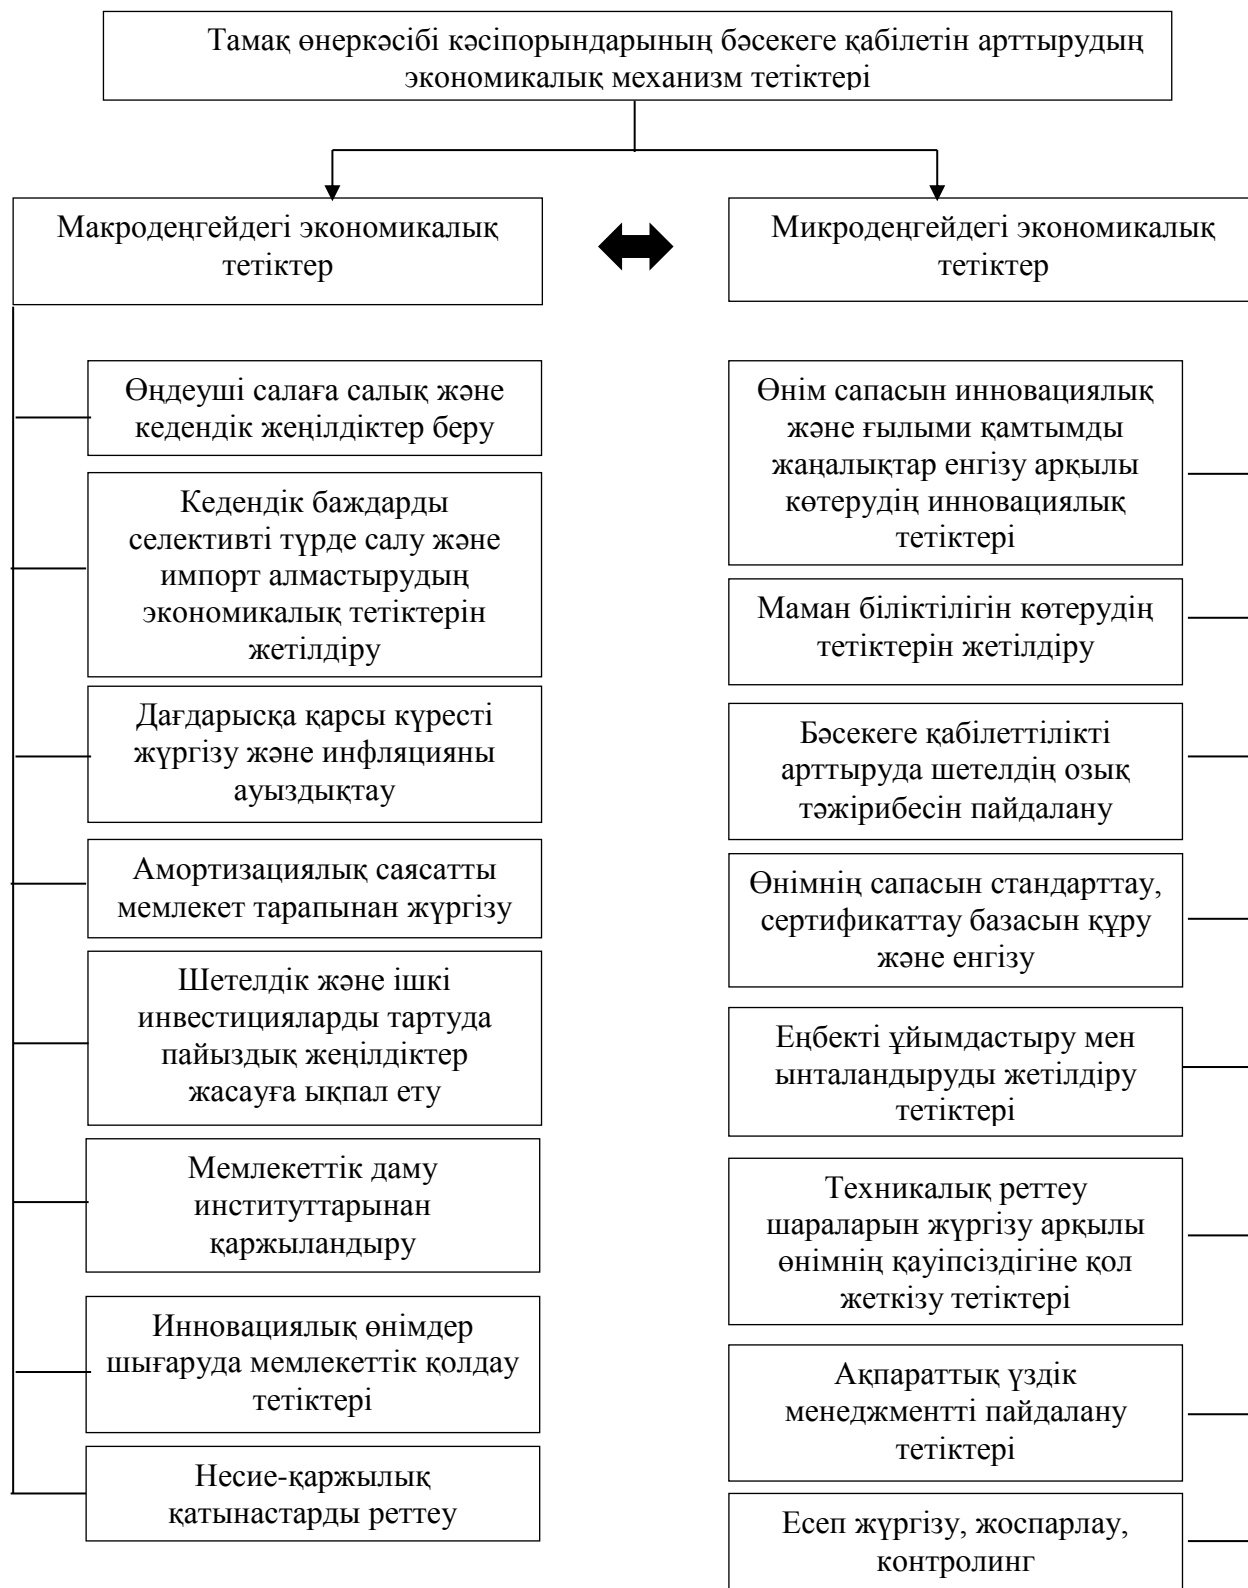 Тамақ өнеркәсібі кәсіпорындарының бәсекеге қабілетін арттырудың
экономикалық механизм тетіктері
Макродеңгейдегі экономикалық
тетіктер
Микродеңгейдегі экономикалық
тетіктер
Өңдеуші салаға салық және
кедендік жеңілдіктер беру
Кедендік баждарды
селективті түрде салу және
импорт алмастырудың
экономикалық тетіктерін
жетілдіру
Дағдарысқа қарсы күресті
жүргізу және инфляцияны
ауыздықтау
Амортизациялық саясатты
мемлекет тарапынан жүргізу
Шетелдік және ішкі
инвестицияларды тартуда
пайыздық жеңілдіктер
жасауға ықпал ету
Мемлекеттік даму
институттарынан
қаржыландыру
Инновациялық өнімдер
шығаруда мемлекеттік қолдау
тетіктері
Несие-қаржылық
қатынастарды реттеу
Өнім сапасын инновациялық
және ғылыми қамтымды
жаңалықтар енгізу арқылы
көтерудің инновациялық
тетіктері
Маман біліктілігін көтерудің
тетіктерін жетілдіру
Бәсекеге қабілеттілікті
арттыруда шетелдің озық
тәжірибесін пайдалану
Өнімнің сапасын стандарттау,
сертификаттау базасын құру
және енгізу
Еңбекті ұйымдастыру мен
ынталандыруды жетілдіру
тетіктері
Техникалық реттеу
шараларын жүргізу арқылы
өнімнің қауіпсіздігіне қол
жеткізу тетіктері
Ақпараттық үздік
менеджментті пайдалану
тетіктері
Есеп жүргізу, жоспарлау,
контролинг